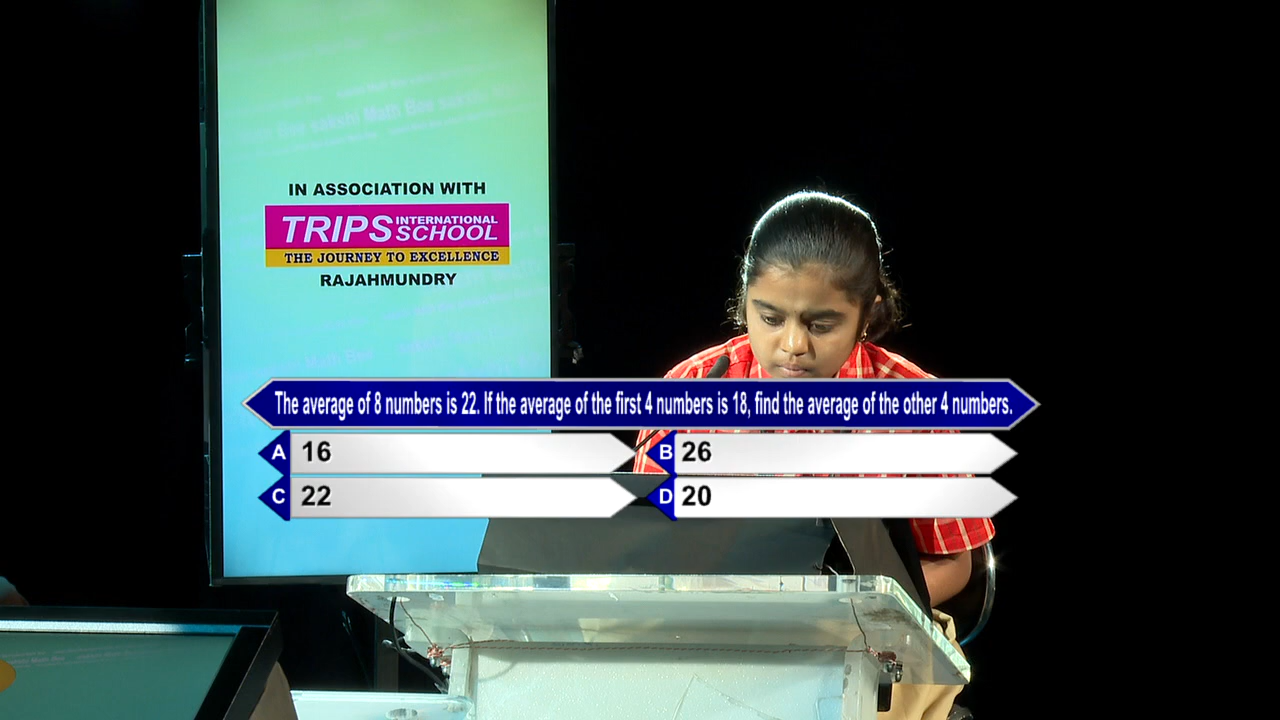 IN ASSOCIATION WITH
TRIPS INTERNATIONAL SCHOOL
THE JOURNEY TO EXCELLENCE
RAJAHMUNDRY
The average of 8 numbers is 22. If the average of the first 4 numbers is 18, find the average of the other 4 numbers.
A 16
B 26
C 22
D 20